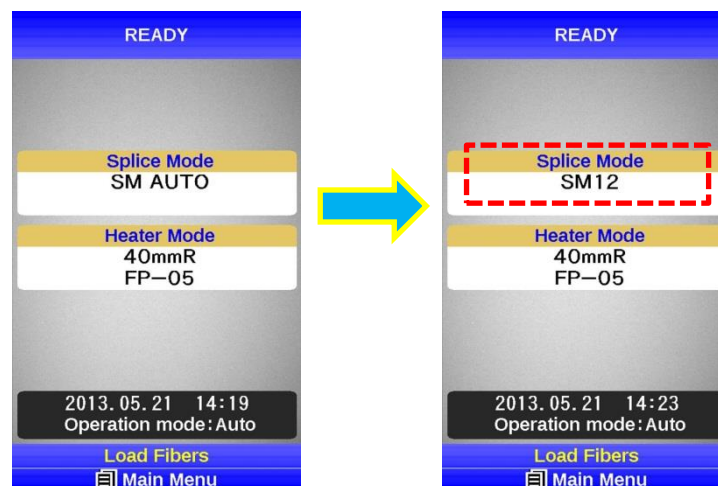 READY
Splice Mode
SM AUTO
Heater Mode
40mmR
FP-05
2013.05.21 14:19
Operation mode:Auto
Load Fibers
Main Menu
READY
Splice Mode
SM12
Heater Mode
40mmR
FP-05
2013.05.21 14:23
Operation mode:Auto
Load Fibers
Main Menu